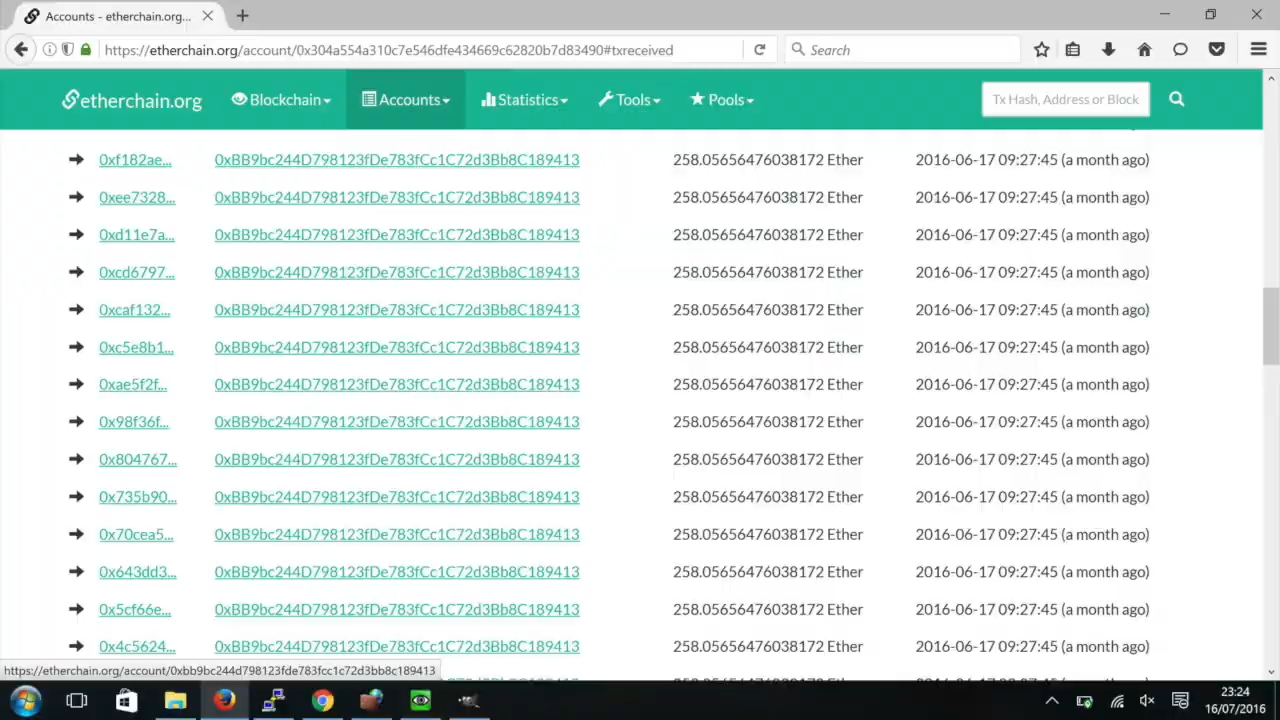 Accounts - etherchain.org...
https://etherchain.org/account/0x304a554a310c7e546dfe434669c62820b7d83490#txreceived
Search
etherchain.org
Blockchain
Accounts
Statistics
Tools
Pools
Tx Hash, Address or Block
0xf182ae... 0xBB9bc244D798123fDe783fCc1C72d3Bb8C189413 258.05656476038172 Ether 2016-06-17 09:27:45 (a month ago)
0xee7328... 0xBB9bc244D798123fDe783fCc1C72d3Bb8C189413 258.05656476038172 Ether 2016-06-17 09:27:45 (a month ago)
0xd11e7a... 0xBB9bc244D798123fDe783fCc1C72d3Bb8C189413 258.05656476038172 Ether 2016-06-17 09:27:45 (a month ago)
0xcd6797... 0xBB9bc244D798123fDe783fCc1C72d3Bb8C189413 258.05656476038172 Ether 2016-06-17 09:27:45 (a month ago)
0xcaf132... 0xBB9bc244D798123fDe783fCc1C72d3Bb8C189413 258.05656476038172 Ether 2016-06-17 09:27:45 (a month ago)
0xc5e8b1... 0xBB9bc244D798123fDe783fCc1C72d3Bb8C189413 258.05656476038172 Ether 2016-06-17 09:27:45 (a month ago)
0xae5f2f... 0xBB9bc244D798123fDe783fCc1C72d3Bb8C189413 258.05656476038172 Ether 2016-06-17 09:27:45 (a month ago)
0x98f36f... 0xBB9bc244D798123fDe783fCc1C72d3Bb8C189413 258.05656476038172 Ether 2016-06-17 09:27:45 (a month ago)
0x804767... 0xBB9bc244D798123fDe783fCc1C72d3Bb8C189413 258.05656476038172 Ether 2016-06-17 09:27:45 (a month ago)
0x735b90... 0xBB9bc244D798123fDe783fCc1C72d3Bb8C189413 258.05656476038172 Ether 2016-06-17 09:27:45 (a month ago)
0x70cea5... 0xBB9bc244D798123fDe783fCc1C72d3Bb8C189413 258.05656476038172 Ether 2016-06-17 09:27:45 (a month ago)
0x643dd3... 0xBB9bc244D798123fDe783fCc1C72d3Bb8C189413 258.05656476038172 Ether 2016-06-17 09:27:45 (a month ago)
0x5cf66e... 0xBB9bc244D798123fDe783fCc1C72d3Bb8C189413 258.05656476038172 Ether 2016-06-17 09:27:45 (a month ago)
0x4c5624... 0xBB9bc244D798123fDe783fCc1C72d3Bb8C189413 258.05656476038172 Ether 2016-06-17 09:27:45 (a month ago)
https://etherchain.org/account/0xbb9bc244d798123fde783fcc1c72d3bb8c189413
23:24
16/07/2016